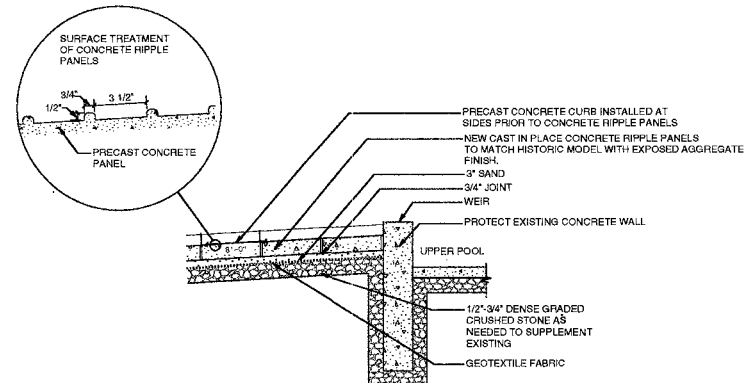 SURFACE TREATMENT
OF CONCRETE RIPPLE
PANELS
3/4"
3 1/2"
1/2"
PRECAST CONCRETE
PANEL
PRECAST CONCRETE CURB INSTALLED AT
SIDES PRIOR TO CONCRETE RIPPLE PANELS
NEW CAST IN PLACE CONCRETE RIPPLE PANELS
TO MATCH HISTORIC MODEL WITH EXPOSED AGGREGATE
FINISH.
3" SAND
3/4" JOINT
WEIR
PROTECT EXISTING CONCRETE WALL
8'-9"
UPPER POOL
1/2"-3/4" DENSE GRADED
CRUSHED STONE AS
NEEDED TO SUPPLEMENT
EXISTING
GEOTEXTILE FABRIC